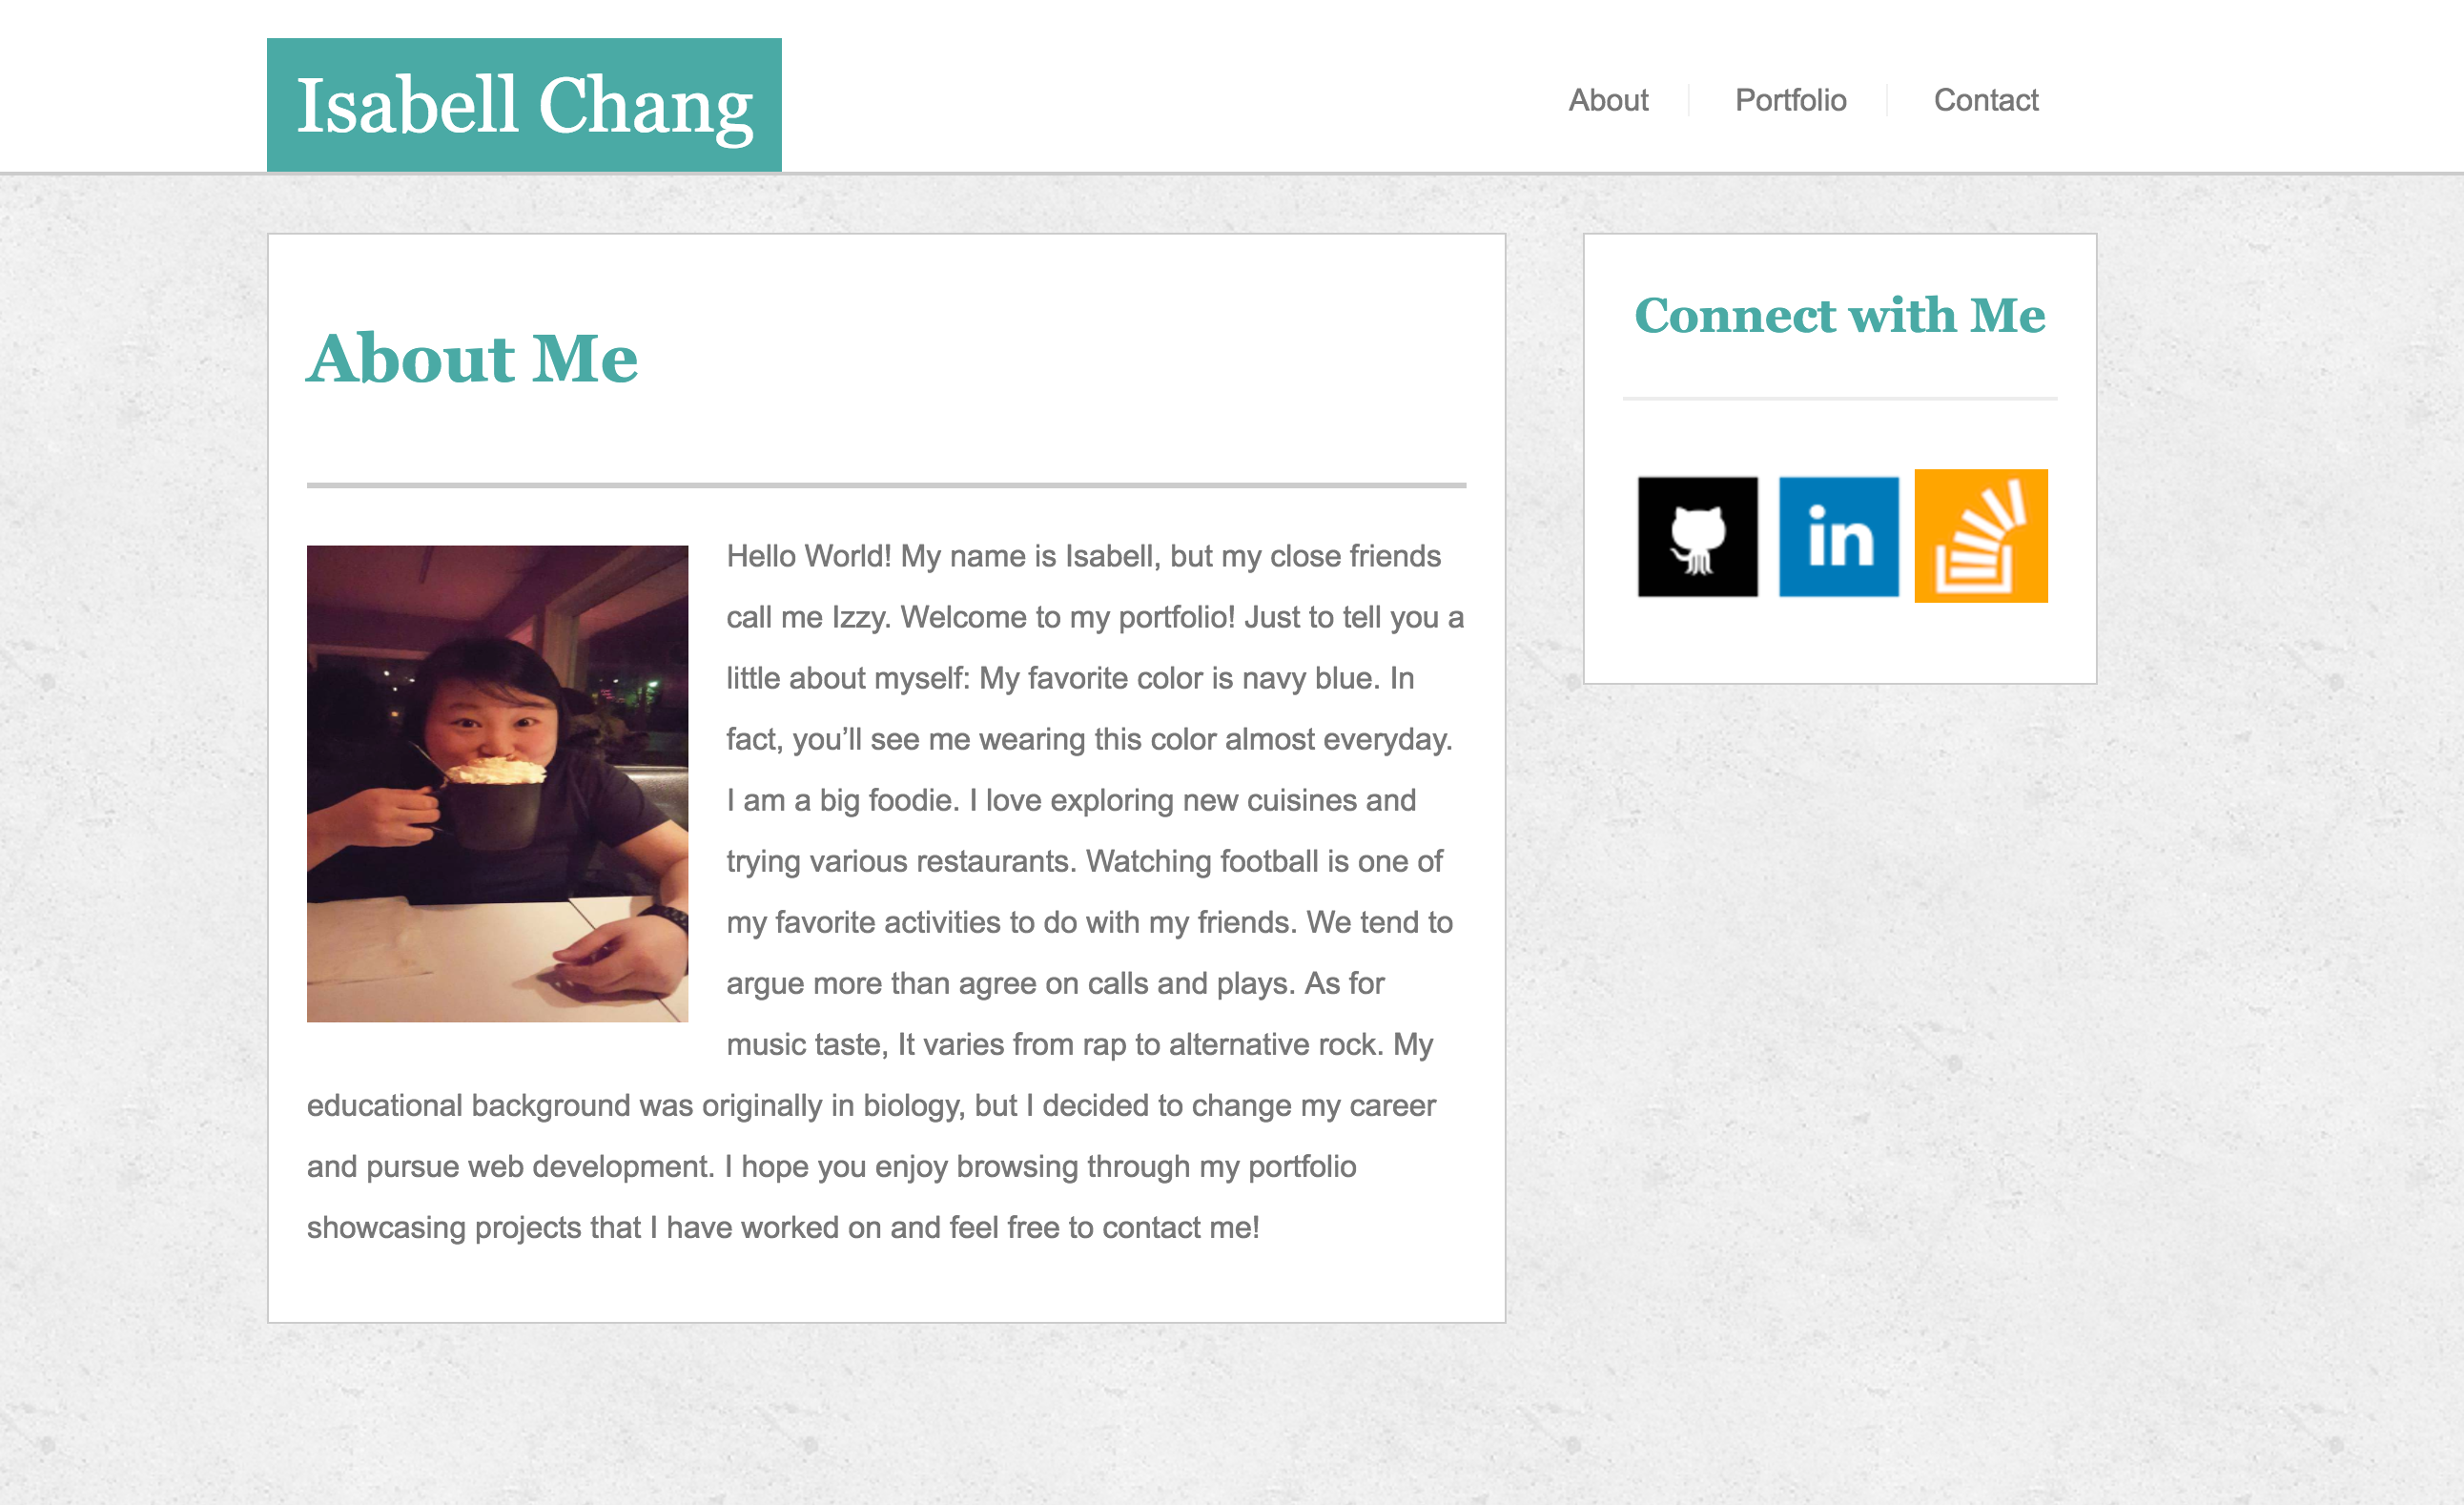 Isabell Chang
About
Portfolio
Contact
About Me
Hello World! My name is Isabell, but my close friends
call me Izzy. Welcome to my portfolio! Just to tell you a
little about myself: My favorite color is navy blue. In
fact, you’ll see me wearing this color almost everyday.
I am a big foodie. I love exploring new cuisines and
trying various restaurants. Watching football is one of
my favorite activities to do with my friends. We tend to
argue more than agree on calls and plays. As for
music taste, It varies from rap to alternative rock. My
educational background was originally in biology, but I decided to change my career
and pursue web development. I hope you enjoy browsing through my portfolio
showcasing projects that I have worked on and feel free to contact me!
Connect with Me
in